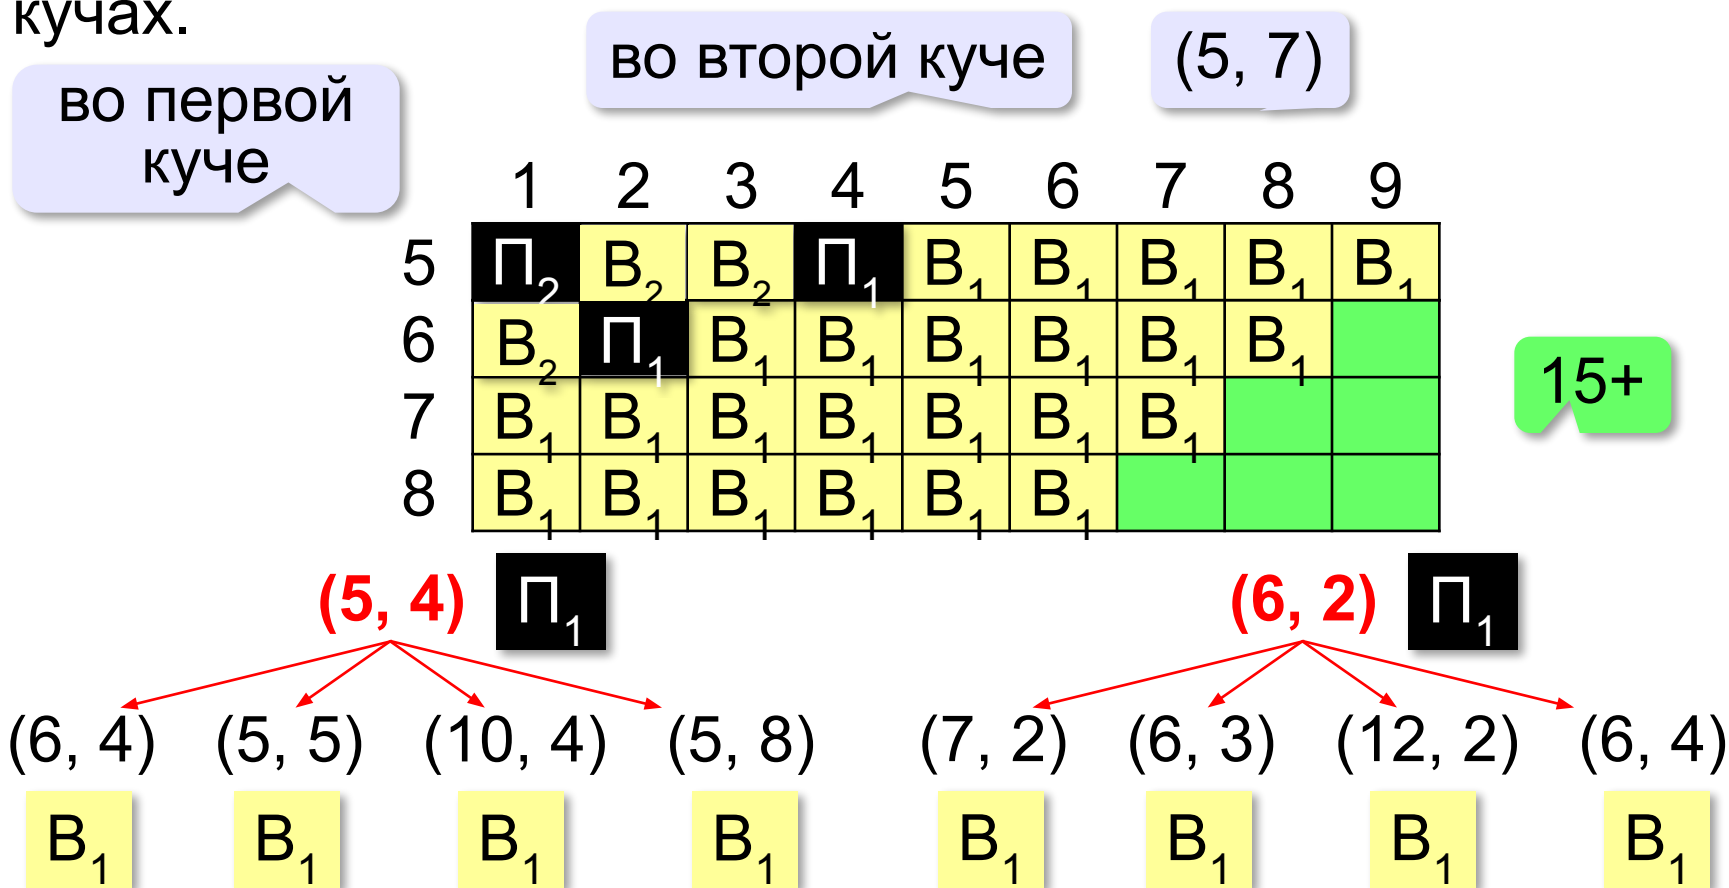 кучах.
во первой
куче
во второй куче
(5, 7)
1 2 3 4 5 6 7 8 9
5 П2 В2 В2 П1 В1 В1 В1 В1 В1
6 В2 П1 В1 В1 В1 В1 В1 В1
7 В1 В1 В1 В1 В1 В1 В1
8 В1 В1 В1 В1 В1 В1
15+
(5, 4) П1 (6, 2) П1
(6, 4) (5, 5) (10, 4) (5, 8) (7, 2) (6, 3) (12, 2) (6, 4)
В1 В1 В1 В1 В1 В1 В1 В1